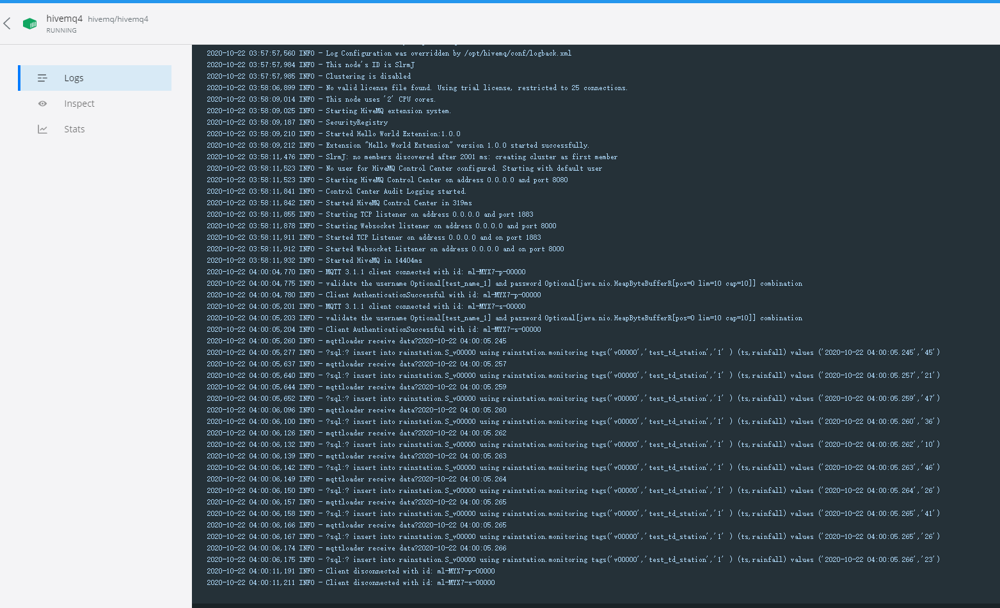 hivemq4 hivemq/hivemq4
RUNNING
Logs
Inspect
Stats
2020-10-22 03:57:57,560 INFO - Log Configuration was overridden by /opt/hivemq/conf/logback.xml
2020-10-22 03:57:57,984 INFO - This node's ID is SlrmJ
2020-10-22 03:57:57,985 INFO - Clustering is disabled
2020-10-22 03:58:06,899 INFO - No valid license file found. Using trial license, restricted to 25 connections.
2020-10-22 03:58:09,014 INFO - This node uses '2' CPU cores.
2020-10-22 03:58:09,025 INFO - Starting HiveMQ extension system.
2020-10-22 03:58:09,187 INFO - SecurityRegistry
2020-10-22 03:58:09,210 INFO - Started Hello World Extension:1.0.0
2020-10-22 03:58:09,212 INFO - Extension "Hello World Extension" version 1.0.0 started successfully.
2020-10-22 03:58:11,476 INFO - SlrmJ: no members discovered after 2001 ms: creating cluster as first member
2020-10-22 03:58:11,523 INFO - No user for HiveMQ Control Center configured. Starting with default user
2020-10-22 03:58:11,523 INFO - Starting HiveMQ Control Center on address 0.0.0.0 and port 8080
2020-10-22 03:58:11,841 INFO - Control Center Audit Logging started.
2020-10-22 03:58:11,842 INFO - Started HiveMQ Control Center in 319ms
2020-10-22 03:58:11,855 INFO - Starting TCP listener on address 0.0.0.0 and port 1883
2020-10-22 03:58:11,878 INFO - Starting Websocket listener on address 0.0.0.0 and port 8000
2020-10-22 03:58:11,911 INFO - Started TCP Listener on address 0.0.0.0 and on port 1883
2020-10-22 03:58:11,912 INFO - Started Websocket Listener on address 0.0.0.0 and on port 8000
2020-10-22 03:58:11,932 INFO - Started HiveMQ in 14404ms
2020-10-22 04:00:04,770 INFO - MQTT 3.1.1 client connected with id: ml-MYX7-p-00000
2020-10-22 04:00:04,775 INFO - validate the username Optional[test_name_1] and password Optional[java.nio.HeapByteBufferR[pos=0 lim=10 cap=10]] combination
2020-10-22 04:00:04,780 INFO - Client AuthenticationSuccessful with id: ml-MYX7-p-00000
2020-10-22 04:00:05,201 INFO - MQTT 3.1.1 client connected with id: ml-MYX7-s-00000
2020-10-22 04:00:05,203 INFO - validate the username Optional[test_name_1] and password Optional[java.nio.HeapByteBufferR[pos=0 lim=10 cap=10]] combination
2020-10-22 04:00:05,204 INFO - Client AuthenticationSuccessful with id: ml-MYX7-s-00000
2020-10-22 04:00:05,260 INFO - mqttloader receive data?2020-10-22 04:00:05.245
2020-10-22 04:00:05,277 INFO - ?sql:? insert into rainstation.S_v00000 using rainstation.monitoring tags('v00000','test_td_station','1' ) (ts,rainfall) values ('2020-10-22 04:00:05.245','45')
2020-10-22 04:00:05,637 INFO - mqttloader receive data?2020-10-22 04:00:05.257
2020-10-22 04:00:05,640 INFO - ?sql:? insert into rainstation.S_v00000 using rainstation.monitoring tags('v00000','test_td_station','1' ) (ts,rainfall) values ('2020-10-22 04:00:05.257','21')
2020-10-22 04:00:05,644 INFO - mqttloader receive data?2020-10-22 04:00:05.259
2020-10-22 04:00:05,652 INFO - ?sql:? insert into rainstation.S_v00000 using rainstation.monitoring tags('v00000','test_td_station','1' ) (ts,rainfall) values ('2020-10-22 04:00:05.259','47')
2020-10-22 04:00:06,096 INFO - mqttloader receive data?2020-10-22 04:00:05.260
2020-10-22 04:00:06,100 INFO - ?sql:? insert into rainstation.S_v00000 using rainstation.monitoring tags('v00000','test_td_station','1' ) (ts,rainfall) values ('2020-10-22 04:00:05.260','36')
2020-10-22 04:00:06,126 INFO - mqttloader receive data?2020-10-22 04:00:05.262
2020-10-22 04:00:06,132 INFO - ?sql:? insert into rainstation.S_v00000 using rainstation.monitoring tags('v00000','test_td_station','1' ) (ts,rainfall) values ('2020-10-22 04:00:05.262','10')
2020-10-22 04:00:06,139 INFO - mqttloader receive data?2020-10-22 04:00:05.263
2020-10-22 04:00:06,142 INFO - ?sql:? insert into rainstation.S_v00000 using rainstation.monitoring tags('v00000','test_td_station','1' ) (ts,rainfall) values ('2020-10-22 04:00:05.263','46')
2020-10-22 04:00:06,149 INFO - mqttloader receive data?2020-10-22 04:00:05.264
2020-10-22 04:00:06,150 INFO - ?sql:? insert into rainstation.S_v00000 using rainstation.monitoring tags('v00000','test_td_station','1' ) (ts,rainfall) values ('2020-10-22 04:00:05.264','26')
2020-10-22 04:00:06,157 INFO - mqttloader receive data?2020-10-22 04:00:05.265
2020-10-22 04:00:06,158 INFO - ?sql:? insert into rainstation.S_v00000 using rainstation.monitoring tags('v00000','test_td_station','1' ) (ts,rainfall) values ('2020-10-22 04:00:05.265','41')
2020-10-22 04:00:06,166 INFO - mqttloader receive data?2020-10-22 04:00:05.265
2020-10-22 04:00:06,167 INFO - ?sql:? insert into rainstation.S_v00000 using rainstation.monitoring tags('v00000','test_td_station','1' ) (ts,rainfall) values ('2020-10-22 04:00:05.265','26')
2020-10-22 04:00:06,174 INFO - mqttloader receive data?2020-10-22 04:00:05.266
2020-10-22 04:00:06,175 INFO - ?sql:? insert into rainstation.S_v00000 using rainstation.monitoring tags('v00000','test_td_station','1' ) (ts,rainfall) values ('2020-10-22 04:00:05.266','23')
2020-10-22 04:00:11,191 INFO - Client disconnected with id: ml-MYX7-p-00000
2020-10-22 04:00:11,211 INFO - Client disconnected with id: ml-MYX7-s-00000